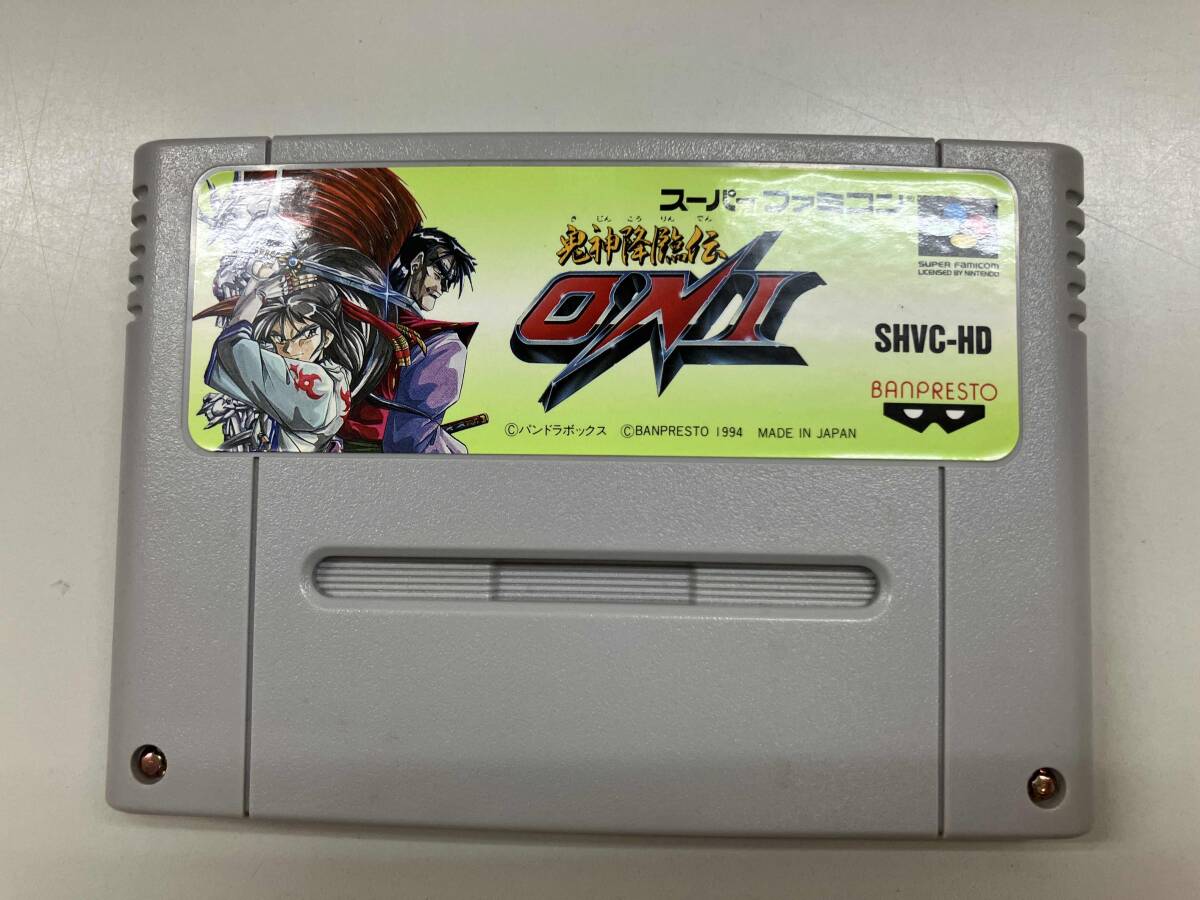 スーパーファミコン
き じん こう りん でん
鬼神降臨伝
ONI
SUPER FAMICOM
LICENSED BY NINTENDO
SHVC-HD
BANPRESTO
©パンドラボックス ©BANPRESTO 1994 MADE IN JAPAN